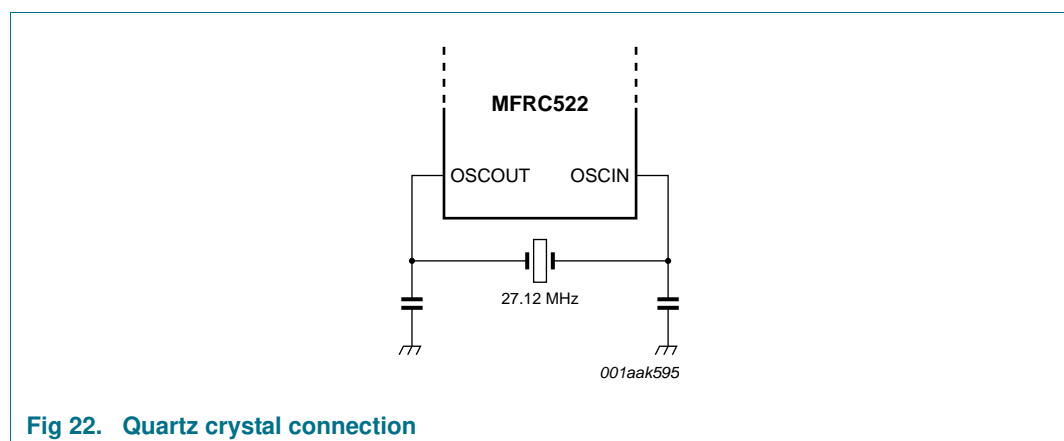 MFRC522
OSCOUT OSCIN
27.12 MHz
001aak595
Fig 22. Quartz crystal connection